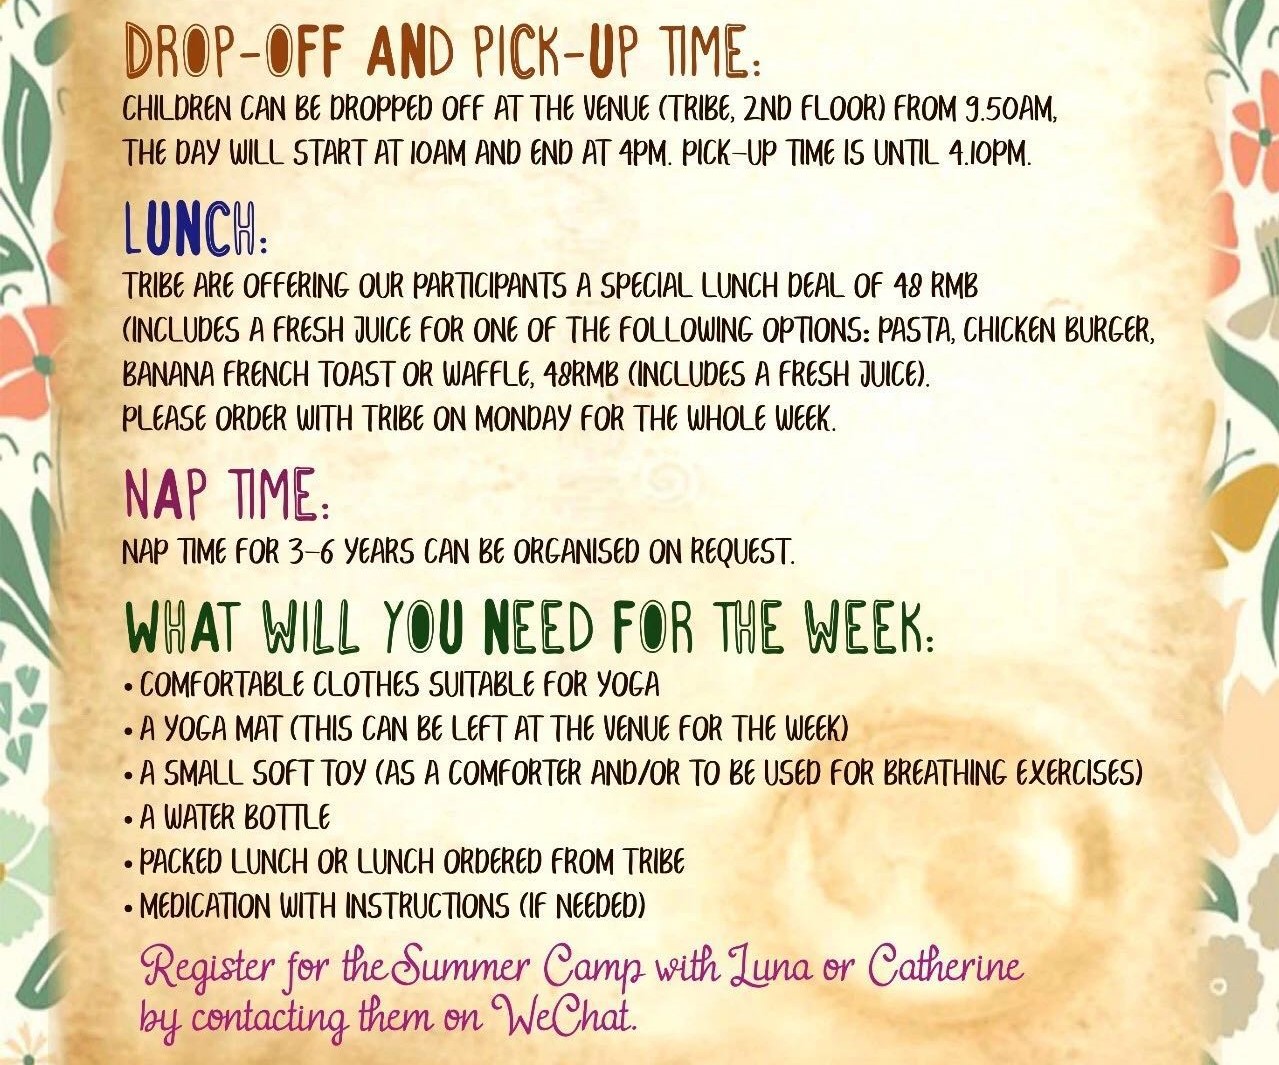 DROP-OFF AND PICK-UP TIME:
CHILDREN CAN BE DROPPED OFF AT THE VENUE (TRIBE, 2ND FLOOR) FROM 9.50AM,
THE DAY WILL START AT 10AM AND END AT 4PM. PICK-UP TIME IS UNTIL 4.10PM.
LUNCH:
TRIBE ARE OFFERING OUR PARTICIPANTS A SPECIAL LUNCH DEAL OF 48 RMB
(INCLUDES A FRESH JUICE FOR ONE OF THE FOLLOWING OPTIONS: PASTA, CHICKEN BURGER,
BANANA FRENCH TOAST OR WAFFLE, 48RMB (INCLUDES A FRESH JUICE).
PLEASE ORDER WITH TRIBE ON MONDAY FOR THE WHOLE WEEK.
NAP TIME:
NAP TIME FOR 3-6 YEARS CAN BE ORGANISED ON REQUEST.
WHAT WILL YOU NEED FOR THE WEEK:
• COMFORTABLE CLOTHES SUITABLE FOR YOGA
• A YOGA MAT (THIS CAN BE LEFT AT THE VENUE FOR THE WEEK)
• A SMALL SOFT TOY (AS A COMFORTER AND/OR TO BE USED FOR BREATHING EXERCISES)
• A WATER BOTTLE
• PACKED LUNCH OR LUNCH ORDERED FROM TRIBE
• MEDICATION WITH INSTRUCTIONS (IF NEEDED)
Register for the Summer Camp with Luna or Catherine
by contacting them on WeChat.